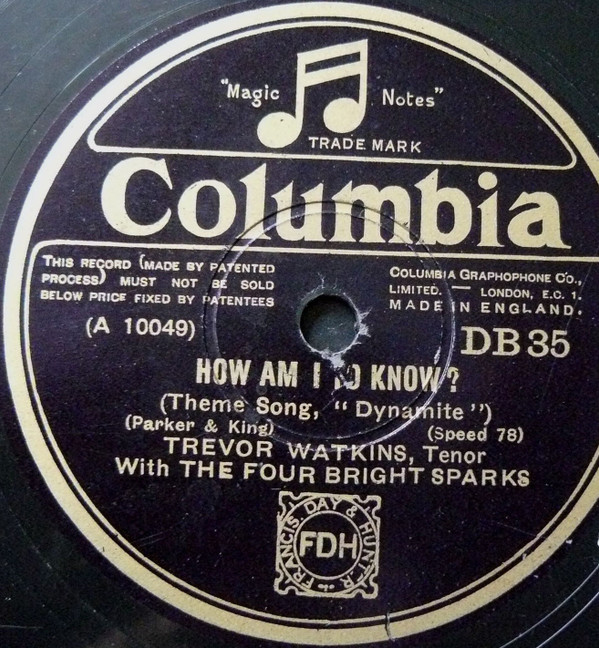 "Magic Notes"
TRADE MARK
Columbia
THIS RECORD (MADE BY PATENTED
PROCESS) MUST NOT BE SOLD
BELOW PRICE FIXED BY PATENTEES
COLUMBIA GRAPHOPHONE CO.,
LIMITED. — LONDON, E.C. 1.
MADE IN ENGLAND.
(A 10049)
DB 35
HOW AM I TO KNOW?
(Theme Song, "Dynamite")
(Parker & King)
(Speed 78)
TREVOR WATKINS, Tenor
With THE FOUR BRIGHT SPARKS
FRANCIS, DAY & HUNTER
FDH